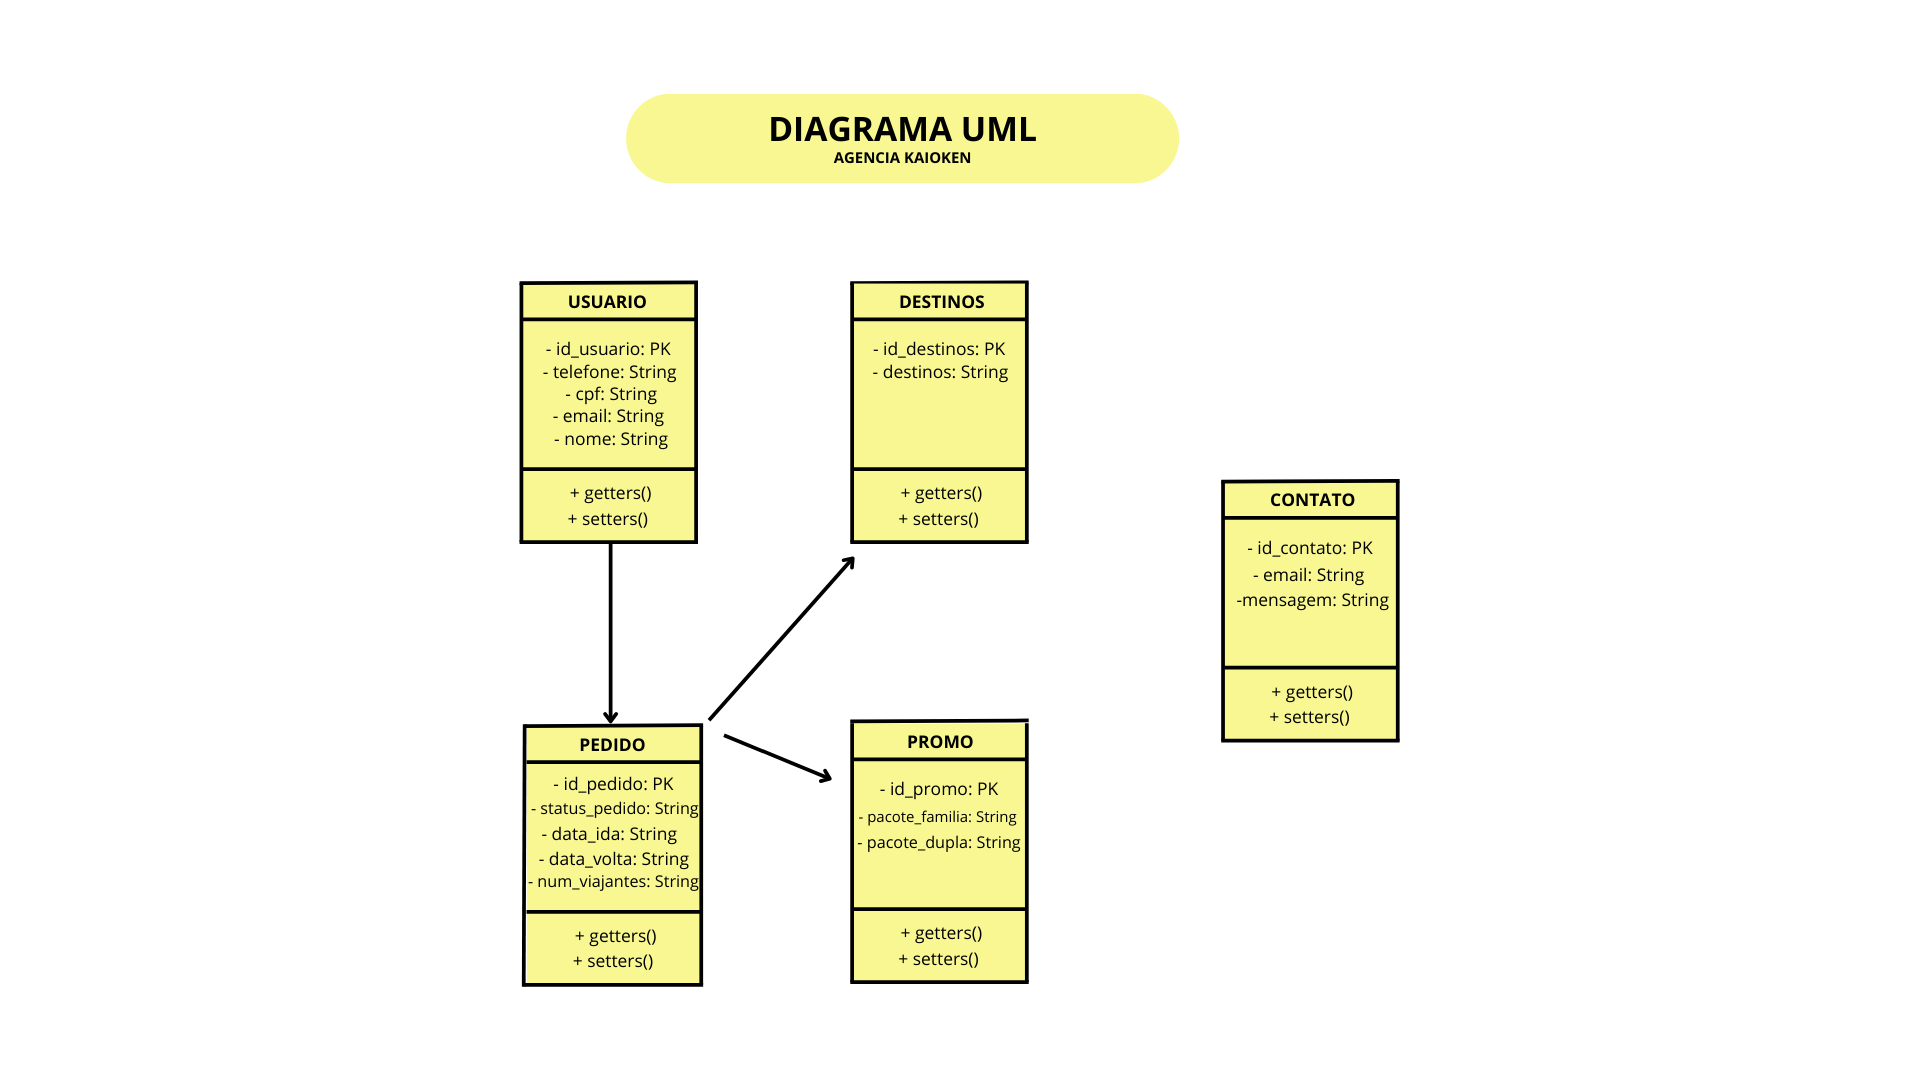 DIAGRAMA UML
AGENCIA KAIOKEN
USUARIO
- id_usuario: PK
- telefone: String
- cpf: String
- email: String
- nome: String
+ getters()
+ setters()
DESTINOS
- id_destinos: PK
- destinos: String
+ getters()
+ setters()
CONTATO
- id_contato: PK
- email: String
-mensagem: String
+ getters()
+ setters()
PEDIDO
- id_pedido: PK
- status_pedido: String
- data_ida: String
- data_volta: String
- num_viajantes: String
+ getters()
+ setters()
PROMO
- id_promo: PK
- pacote_familia: String
- pacote_dupla: String
+ getters()
+ setters()